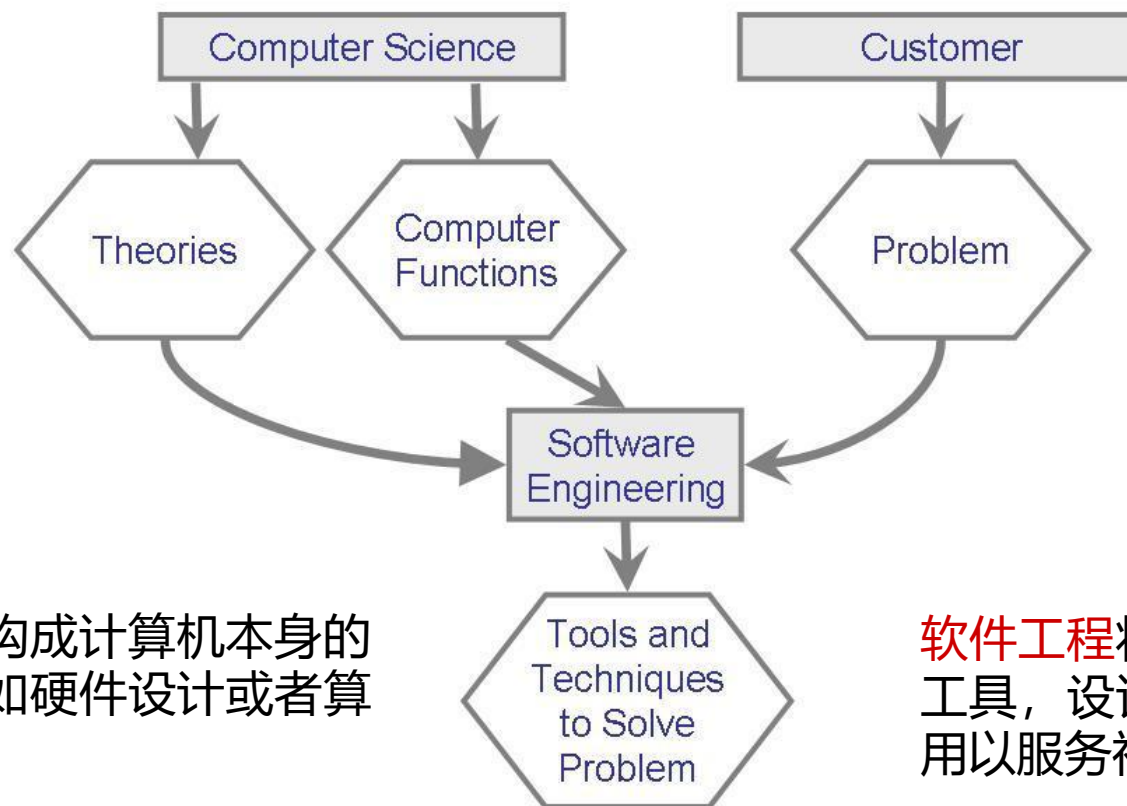 Computer Science
Customer
Theories
Computer
Functions
Problem
Software
Engineering
Tools and
Techniques
to Solve
Problem
构成计算机本身的
如硬件设计或者算
软件工程
工具，设
用以服务